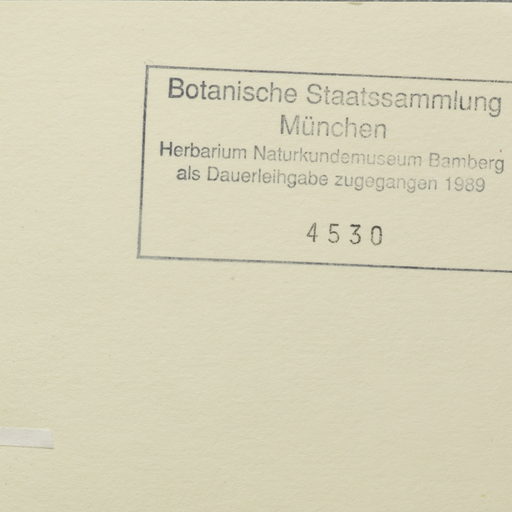 Botanische Staatssammlung
München
Herbarium Naturkundemuseum Bamberg
als Dauerleihgabe zugegangen 1989
4530